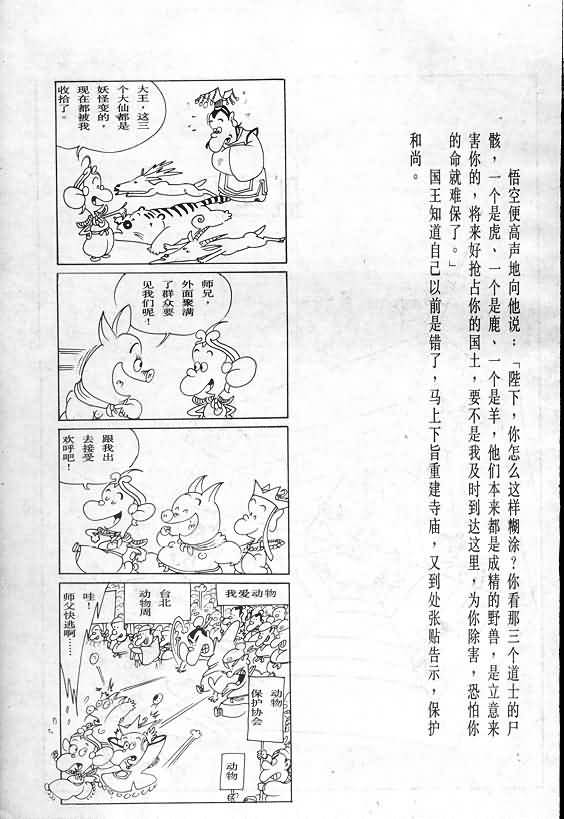 悟空便高声地向他说：「陛下，你怎么这样糊涂？你看那三个道士的尸
骸，一个是虎、一个是鹿、一个是羊，他们本来都是成精的野兽，是立意来
害你的，将来好抢占你的国土，要不是我及时到达这里，为你除害，恐怕你
的命就难保了。」
国王知道自己以前是错了，马上下旨重建寺庙，又到处张贴告示，保护
和尚。
大王，这三
个大仙都是
妖怪变的，
现在都被我
收拾了。
师兄，
外面聚满
了群众要
见我们呢！
跟我出
去接受
欢呼吧！
我爱动物
台北
动物周
哇！
师父快逃啊……
动物
保护协会
动物